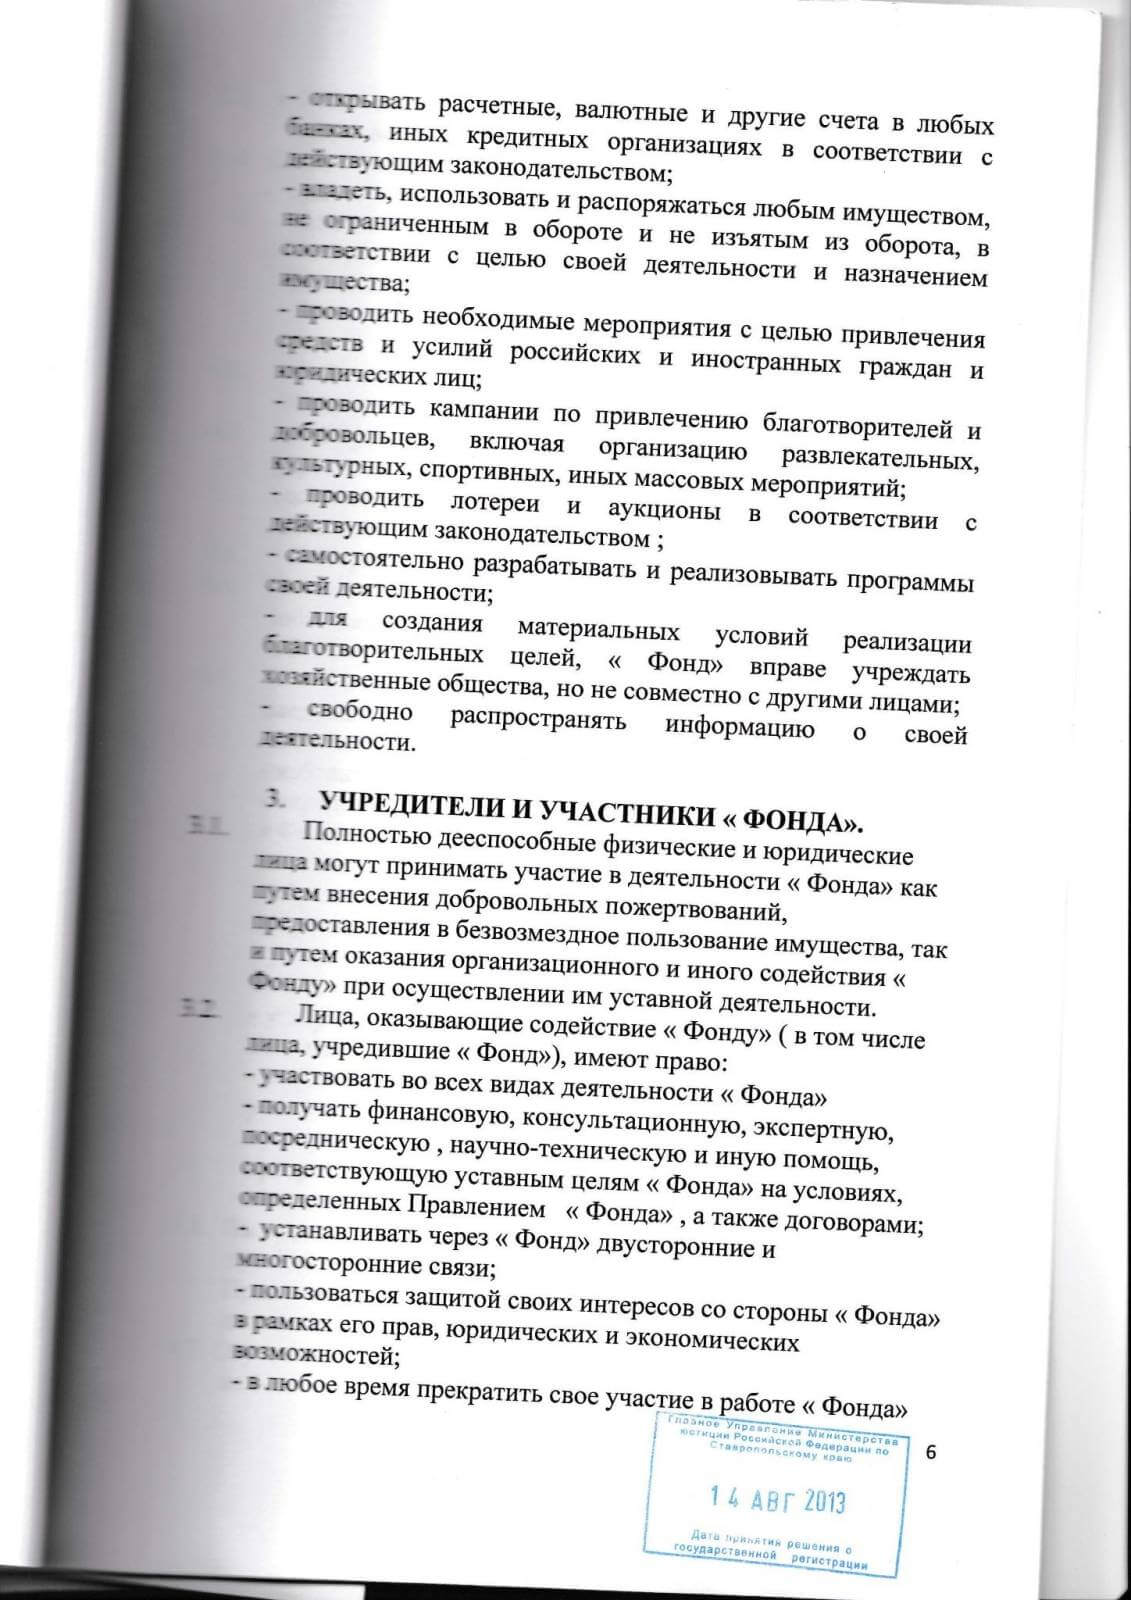 - открывать расчетные, валютные и другие счета в любых
банках, иных кредитных организациях в соответствии с
действующим законодательством;
- владеть, использовать и распоряжаться любым имуществом,
не ограниченным в обороте и не изъятым из оборота, в
соответствии с целью своей деятельности и назначением
имущества;
- проводить необходимые мероприятия с целью привлечения
средств и усилий российских и иностранных граждан и
юридических лиц;
- проводить кампании по привлечению благотворителей и
добровольцев, включая организацию развлекательных,
культурных, спортивных, иных массовых мероприятий;
- проводить лотереи и аукционы в соответствии с
действующим законодательством ;
- самостоятельно разрабатывать и реализовывать программы
своей деятельности;
- для создания материальных условий реализации
благотворительных целей, « Фонд» вправе учреждать
хозяйственные общества, но не совместно с другими лицами;
- свободно распространять информацию о своей
деятельности.
3. УЧРЕДИТЕЛИ И УЧАСТНИКИ « ФОНДА».
3.1. Полностью дееспособные физические и юридические
лица могут принимать участие в деятельности « Фонда» как
путем внесения добровольных пожертвований,
предоставления в безвозмездное пользование имущества, так
и путем оказания организационного и иного содействия «
Фонду» при осуществлении им уставной деятельности.
3.2. Лица, оказывающие содействие « Фонду» ( в том числе
лица, учредившие « Фонд»), имеют право:
- участвовать во всех видах деятельности « Фонда»
- получать финансовую, консультационную, экспертную,
посредническую , научно-техническую и иную помощь,
соответствующую уставным целям « Фонда» на условиях,
определенных Правлением « Фонда» , а также договорами;
- устанавливать через « Фонд» двусторонние и
многосторонние связи;
- пользоваться защитой своих интересов со стороны « Фонда»
в рамках его прав, юридических и экономических
возможностей;
- в любое время прекратить свое участие в работе « Фонда»
6
Главное Управление Министерства
юстиции Российской Федерации по
Ставропольскому краю
14 АВГ 2013
Дата принятия решения о
государственной регистрации